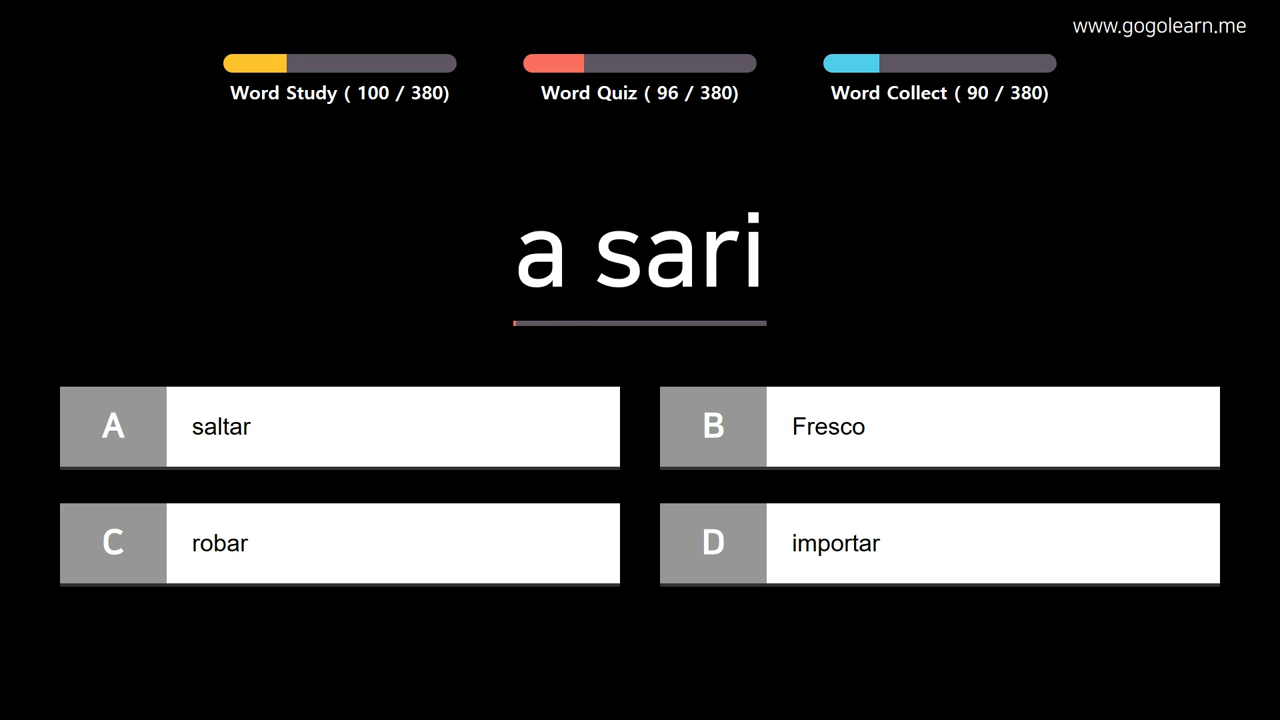 www.gogolearn.me
Word Study ( 100 / 380)
Word Quiz ( 96 / 380)
Word Collect ( 90 / 380)
a sari
A saltar
B Fresco
C robar
D importar